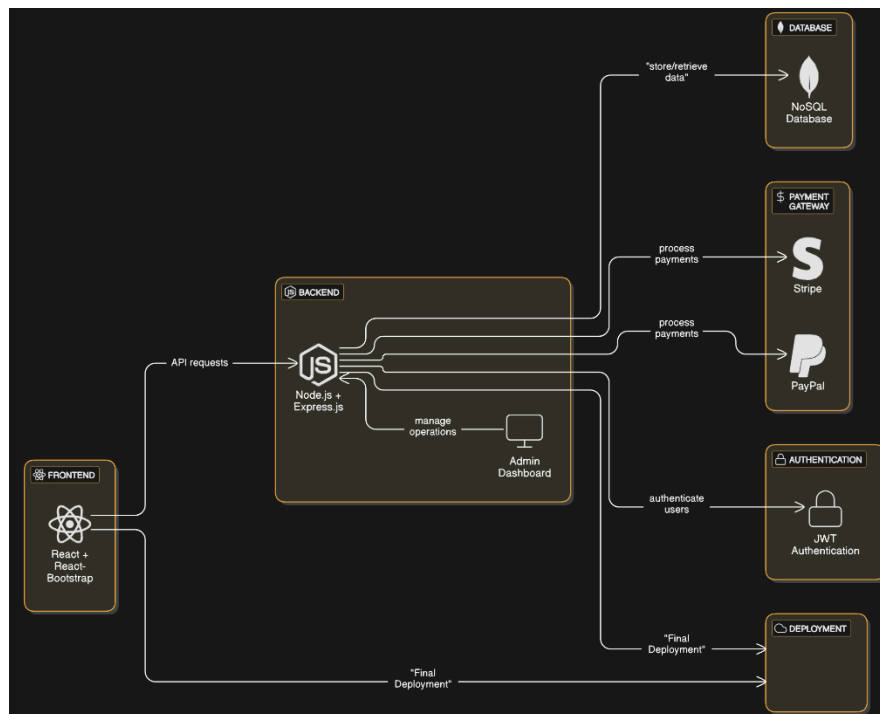 DATABASE
"store/retrieve
data"
NoSQL
Database
$ PAYMENT
GATEWAY
process
payments
S
Stripe
JS BACKEND
process
payments
API requests
JS
PayPal
Node.js +
Express.js
manage
operations
Admin
Dashboard
FRONTEND
AUTHENTICATION
authenticate
users
React +
React-
Bootstrap
JWT
Authentication
DEPLOYMENT
"Final
Deployment"
"Final
Deployment"